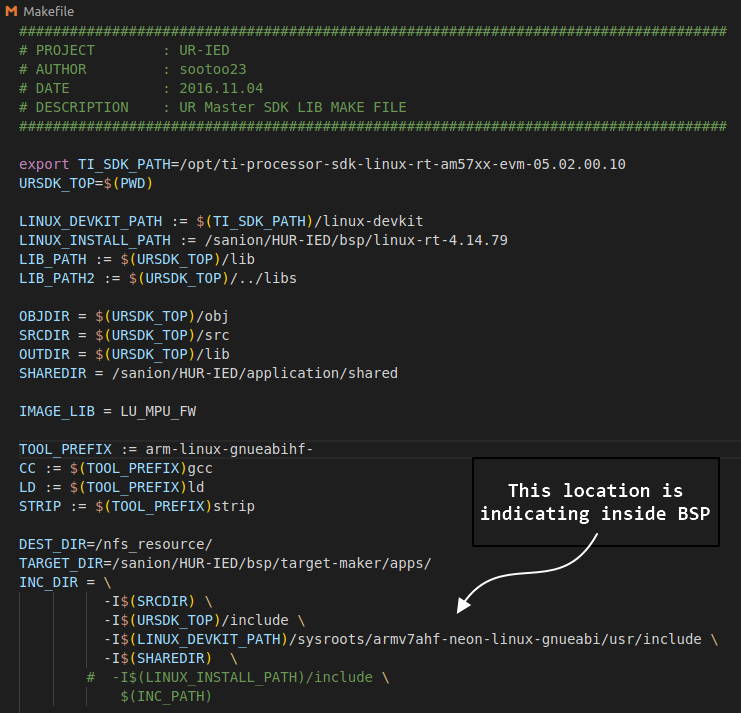 Makefile
####################################################################################
# PROJECT        : UR-IED
# AUTHOR         : sootoo23
# DATE           : 2016.11.04
# DESCRIPTION    : UR Master SDK LIB MAKE FILE
####################################################################################
export TI_SDK_PATH=/opt/ti-processor-sdk-linux-rt-am57xx-evm-05.02.00.10
URSDK_TOP=$(PWD)
LINUX_DEVKIT_PATH := $(TI_SDK_PATH)/linux-devkit
LINUX_INSTALL_PATH := /sanion/HUR-IED/bsp/linux-rt-4.14.79
LIB_PATH := $(URSDK_TOP)/lib
LIB_PATH2 := $(URSDK_TOP)/../libs
OBJDIR = $(URSDK_TOP)/obj
SRCDIR = $(URSDK_TOP)/src
OUTDIR = $(URSDK_TOP)/lib
SHAREDIR = /sanion/HUR-IED/application/shared
IMAGE_LIB = LU_MPU_FW
TOOL_PREFIX := arm-linux-gnueabihf-
CC := $(TOOL_PREFIX)gcc
LD := $(TOOL_PREFIX)ld
STRIP := $(TOOL_PREFIX)strip
This location is
indicating inside BSP
DEST_DIR=/nfs_resource/
TARGET_DIR=/sanion/HUR-IED/bsp/target-maker/apps/
INC_DIR = \
-I$(SRCDIR) \
-I$(URSDK_TOP)/include \
-I$(LINUX_DEVKIT_PATH)/sysroots/armv7ahf-neon-linux-gnueabi/usr/include \
-I$(SHAREDIR)  \
#  -I$(LINUX_INSTALL_PATH)/include \
$(INC_PATH)